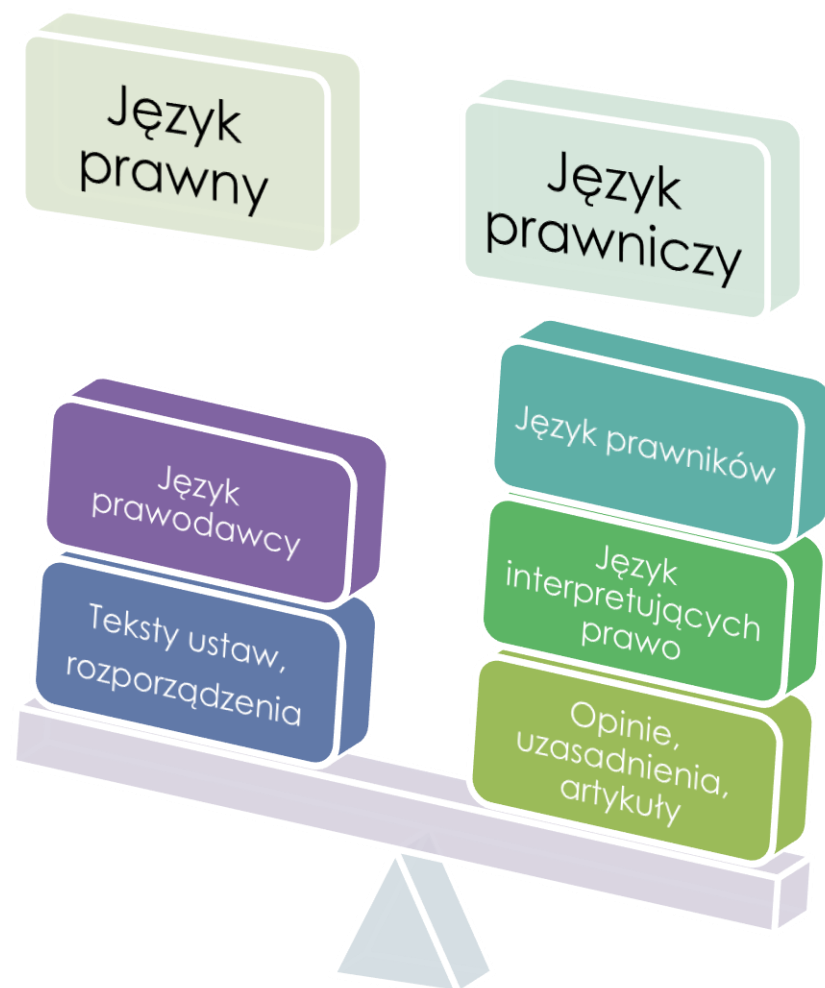 Język
prawny
Język
prawniczy
Język
prawodawcy
Teksty ustaw,
rozporządzenia
Język prawników
Język
interpretujących
prawo
Opinie,
uzasadnienia,
artykuły